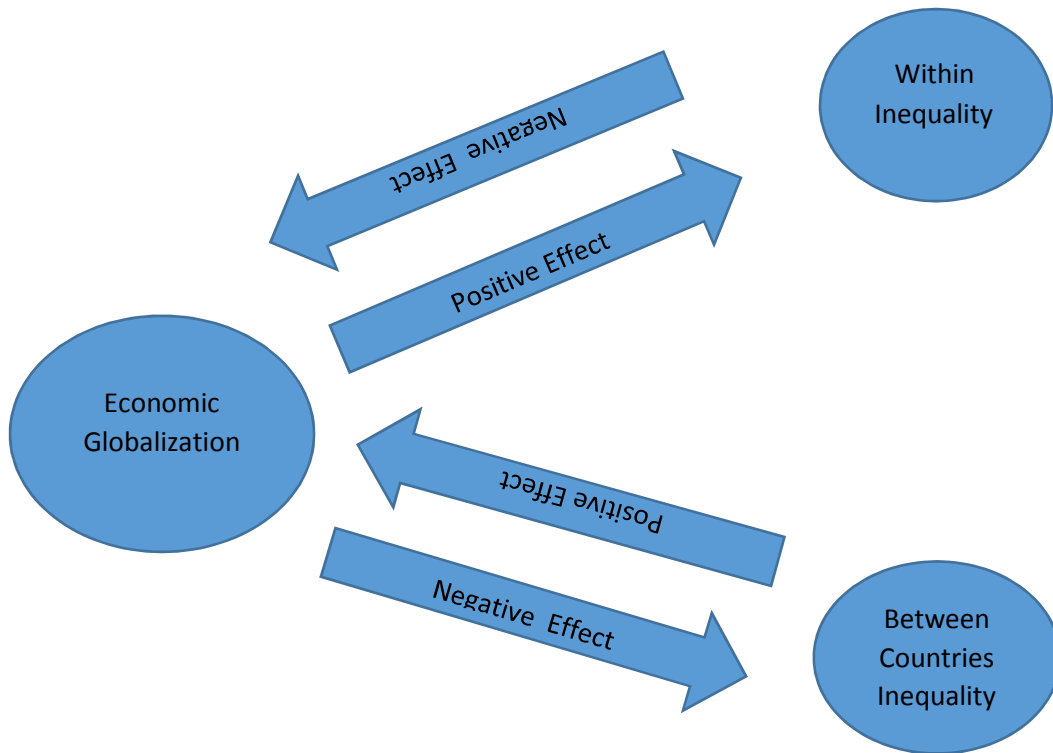 Within
Inequality
Negative Effect
Positive Effect
Economic
Globalization
Positive Effect
Negative Effect
Between
Countries
Inequality